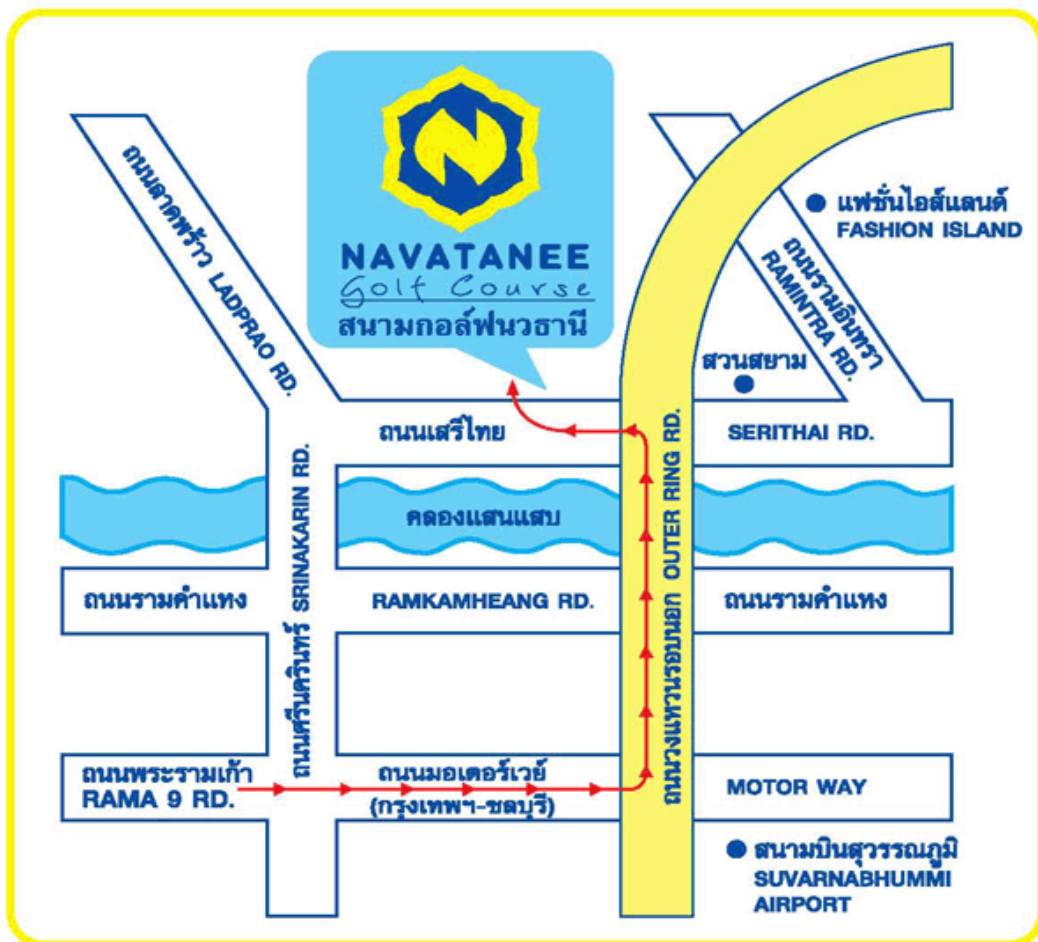 N
NAVATANEE
Golf Course
สนามกอล์ฟนวธานี
ถนนลาดพร้าว LADPRAO RD.
แฟชั่นไอส์แลนด์
FASHION ISLAND
ถนนรามอินทรา
RAMINTRA RD.
สวนสยาม
ถนนเสรีไทย
SERITHAI RD.
คลองแสนแสบ
ถนนศรีนครินทร์ SRINAKARIN RD.
ถนนวงแหวนรอบนอก OUTER RING RD.
ถนนรามคำแหง
RAMKAMHEANG RD.
ถนนรามคำแหง
ถนนพระรามเก้า
RAMA 9 RD.
ถนนมอเตอร์เวย์
(กรุงเทพฯ-ชลบุรี)
MOTOR WAY
สนามบินสุวรรณภูมิ
SUVARNABHUMMI
AIRPORT